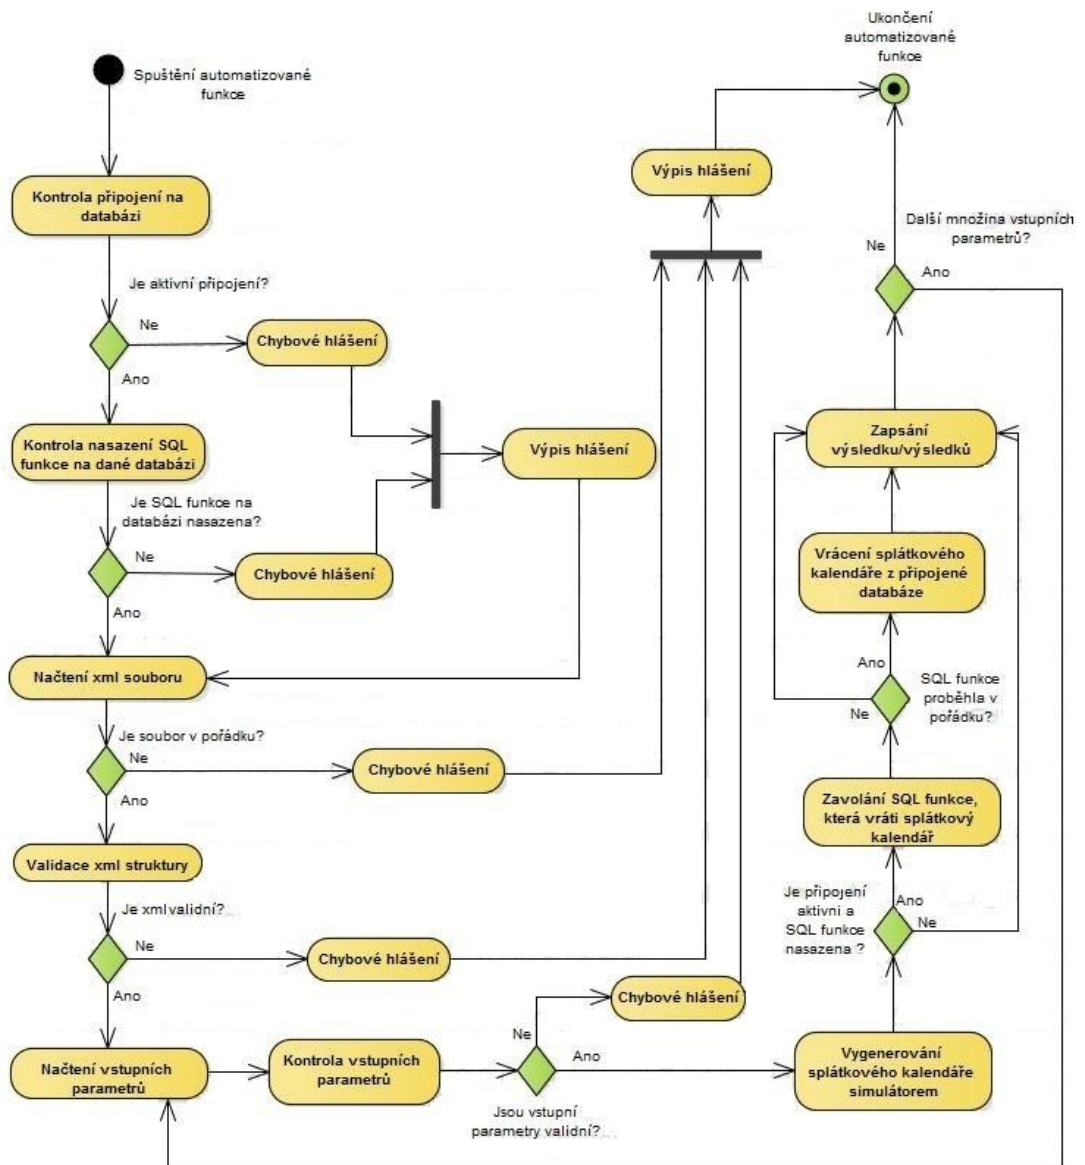 Ukončení
automatizované
funkce
Spuštění automatizované
funkce
Výpis hlášení
Kontrola připojení na
databázi
Další množina vstupních
parametrů?
Ne
Ano
Je aktivní připojení?
Ne
Chybové hlášení
Ano
Kontrola nasazení SQL
funkce na dané databázi
Výpis hlášení
Zapsání
výsledku/výsledků
Je SQL funkce na
databázi nasazena?
Ne
Chybové hlášení
Ano
Vrácení splátkového
kalendáře z připojené
databáze
Načtení xml souboru
Ano
Ne
SQL funkce
proběhla v
pořádku?
Je soubor v pořádku?
Ne
Chybové hlášení
Ano
Zavolání SQL funkce,
která vráti splátkový
kalendář
Validace xml struktury
Je xml validní?
Ne
Chybové hlášení
Ano
Je připojení
aktivni a
SQL funkce
nasazena ?
Ano
Ne
Chybové hlášení
Načtení vstupních
parametrů
Kontrola vstupních
parametrů
Ne
Ano
Jsou vstupní
parametry validní?
Vygenerování
splátkového kalendáře
simulátorem